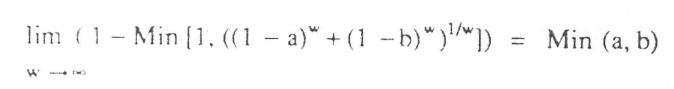 lim ( 1 – Min [1, ((1 – a)ʷ + (1 –b)ʷ)¹/ʷ]) = Min (a, b)
w → ∞